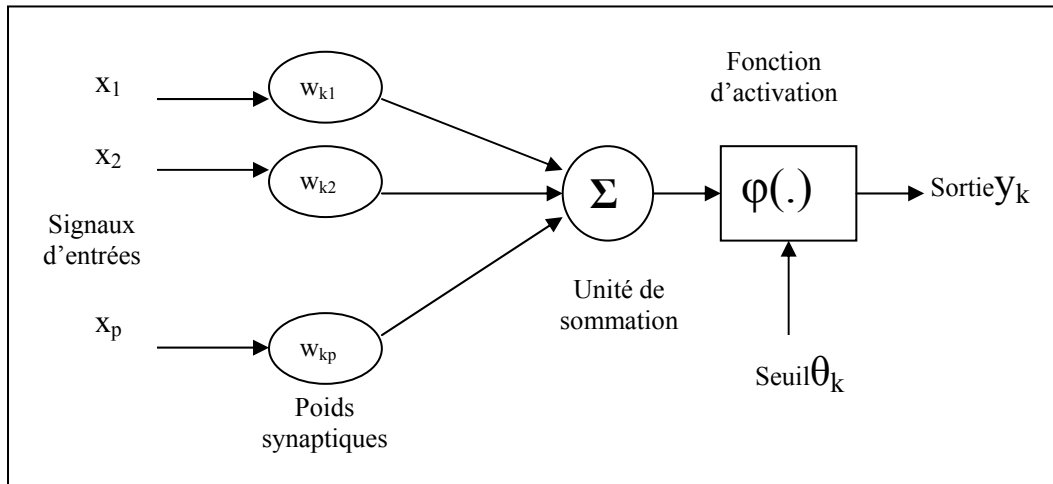 x1
x2
Signaux
d'entrées
xp
wk1
wk2
wkp
Poids
synaptiques
Σ
Unité de
sommation
Fonction
d'activation
φ(.)
Sortie yk
Seuil θk